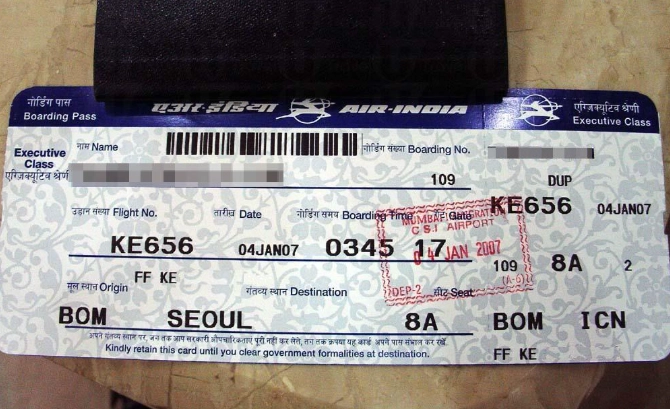 बोर्डिंग पास
Boarding Pass
एअर-इंडिया AIR-INDIA
एग्ज़िक्यूटिव श्रेणी
Executive Class
Executive
Class
एग्ज़िक्यूटिव श्रेणी
नाम Name
बोर्डिंग संख्या Boarding No.
109
DUP
KE656 04JAN07
उड़ान संख्या Flight No. तारीख Date बोर्डिंग समय Boarding Time गेट Gate
KE656 04JAN07 0345 17
MUMBAI IMMIGRATION
C S I AIRPORT
04 JAN 2007
DEP-2
109 8A 2
FF KE
मूल स्थान Origin गंतव्य स्थान Destination सीट Seat
BOM SEOUL 8A BOM ICN
FF KE
Kindly retain this card until you clear government formalities at destination.